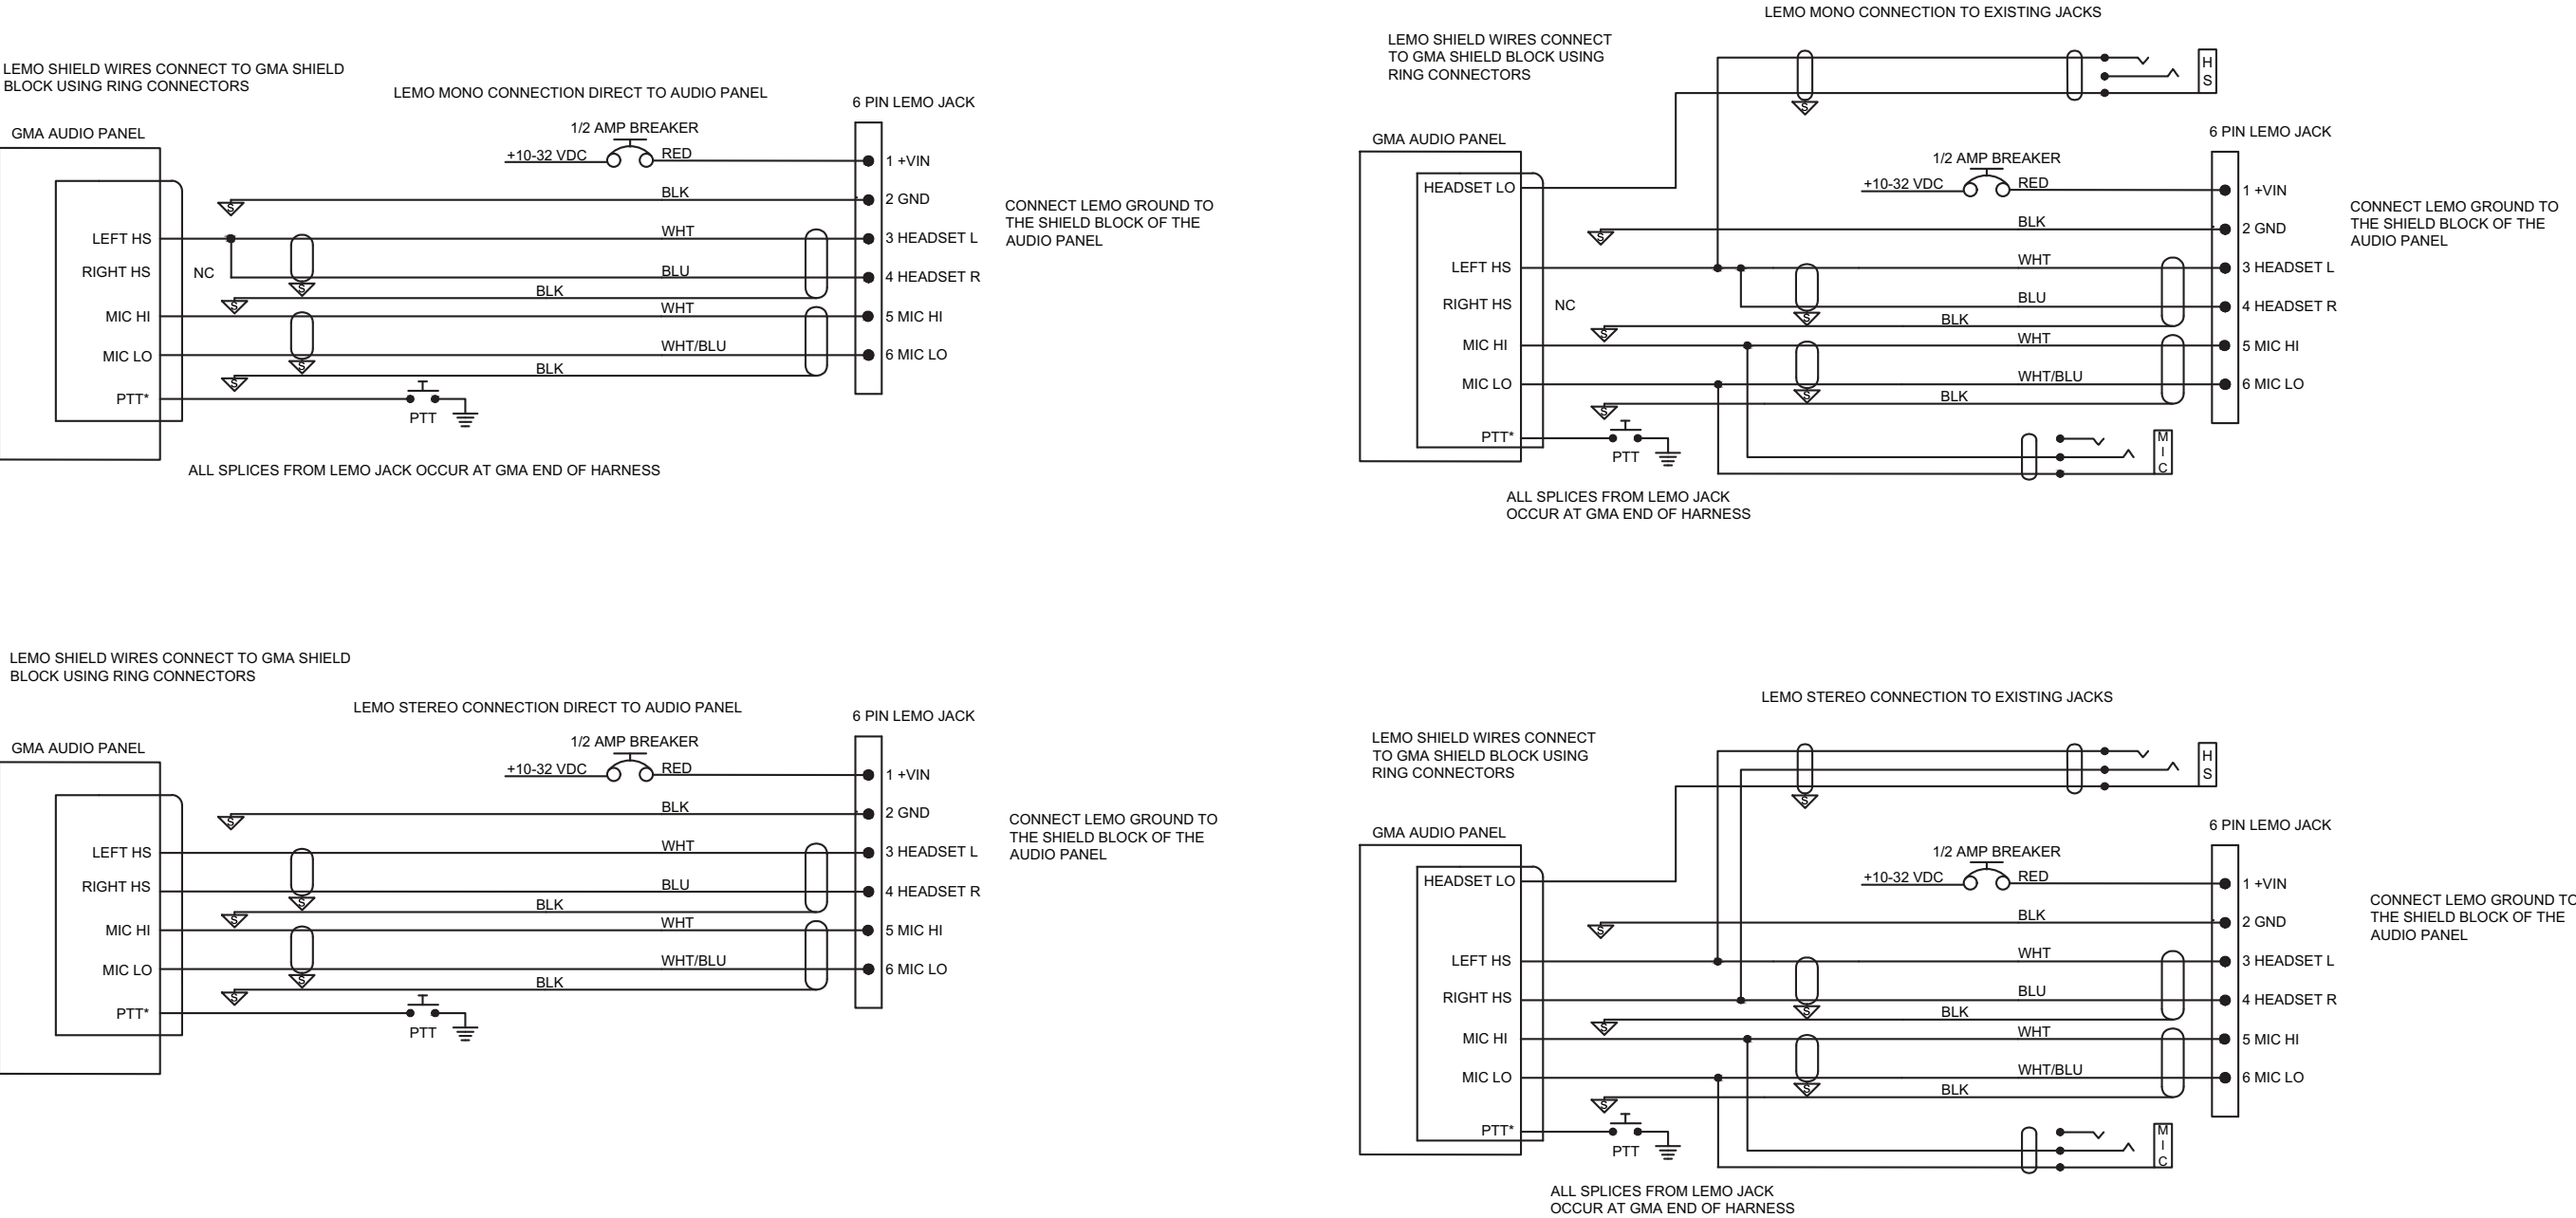 LEMO SHIELD WIRES CONNECT TO GMA SHIELD
BLOCK USING RING CONNECTORS
LEMO MONO CONNECTION DIRECT TO AUDIO PANEL
6 PIN LEMO JACK
GMA AUDIO PANEL
1/2 AMP BREAKER
+10-32 VDC
RED
1 +VIN
BLK
2 GND
S
CONNECT LEMO GROUND TO
THE SHIELD BLOCK OF THE
AUDIO PANEL
LEFT HS
WHT
3 HEADSET L
RIGHT HS
NC
BLU
4 HEADSET R
S
BLK
S
MIC HI
WHT
5 MIC HI
MIC LO
WHT/BLU
6 MIC LO
S
BLK
S
PTT*
PTT
ALL SPLICES FROM LEMO JACK OCCUR AT GMA END OF HARNESS
LEMO MONO CONNECTION TO EXISTING JACKS
LEMO SHIELD WIRES CONNECT
TO GMA SHIELD BLOCK USING
RING CONNECTORS
H
S
S
GMA AUDIO PANEL
6 PIN LEMO JACK
1/2 AMP BREAKER
HEADSET LO
+10-32 VDC
RED
1 +VIN
BLK
2 GND
S
CONNECT LEMO GROUND TO
THE SHIELD BLOCK OF THE
AUDIO PANEL
LEFT HS
WHT
3 HEADSET L
RIGHT HS
NC
BLU
4 HEADSET R
S
BLK
S
MIC HI
WHT
5 MIC HI
MIC LO
WHT/BLU
6 MIC LO
S
BLK
S
PTT*
PTT
M
I
C
ALL SPLICES FROM LEMO JACK
OCCUR AT GMA END OF HARNESS
LEMO SHIELD WIRES CONNECT TO GMA SHIELD
BLOCK USING RING CONNECTORS
LEMO STEREO CONNECTION DIRECT TO AUDIO PANEL
6 PIN LEMO JACK
GMA AUDIO PANEL
1/2 AMP BREAKER
+10-32 VDC
RED
1 +VIN
BLK
2 GND
S
CONNECT LEMO GROUND TO
THE SHIELD BLOCK OF THE
AUDIO PANEL
LEFT HS
WHT
3 HEADSET L
RIGHT HS
BLU
4 HEADSET R
S
BLK
S
MIC HI
WHT
5 MIC HI
MIC LO
WHT/BLU
6 MIC LO
S
BLK
S
PTT*
PTT
LEMO STEREO CONNECTION TO EXISTING JACKS
LEMO SHIELD WIRES CONNECT
TO GMA SHIELD BLOCK USING
RING CONNECTORS
H
S
S
GMA AUDIO PANEL
6 PIN LEMO JACK
1/2 AMP BREAKER
HEADSET LO
+10-32 VDC
RED
1 +VIN
BLK
2 GND
S
CONNECT LEMO GROUND TO
THE SHIELD BLOCK OF THE
AUDIO PANEL
LEFT HS
WHT
3 HEADSET L
RIGHT HS
BLU
4 HEADSET R
S
BLK
S
MIC HI
WHT
5 MIC HI
MIC LO
WHT/BLU
6 MIC LO
S
BLK
S
PTT*
PTT
M
I
C
ALL SPLICES FROM LEMO JACK
OCCUR AT GMA END OF HARNESS